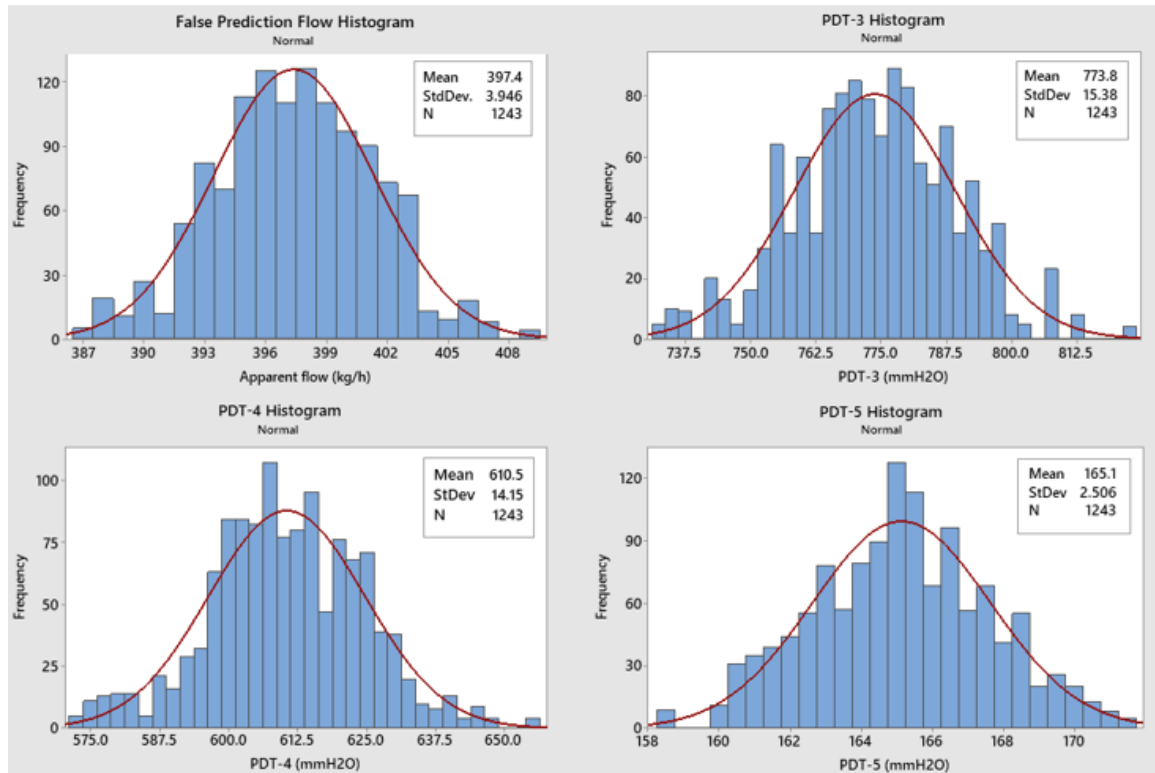 False Prediction Flow Histogram
Normal
Mean 397.4
StdDev. 3.946
N 1243
120
90
60
30
0
Frequency
387 390 393 396 399 402 405 408
Apparent flow (kg/h)
PDT-3 Histogram
Normal
Mean 773.8
StdDev 15.38
N 1243
80
60
40
20
0
Frequency
737.5 750.0 762.5 775.0 787.5 800.0 812.5
PDT-3 (mmH2O)
PDT-4 Histogram
Normal
Mean 610.5
StDev 14.15
N 1243
100
75
50
25
0
Frequency
575.0 587.5 600.0 612.5 625.0 637.5 650.0
PDT-4 (mmH2O)
PDT-5 Histogram
Normal
Mean 165.1
StDev 2.506
N 1243
120
90
60
30
0
Frequency
158 160 162 164 166 168 170
PDT-5 (mmH2O)